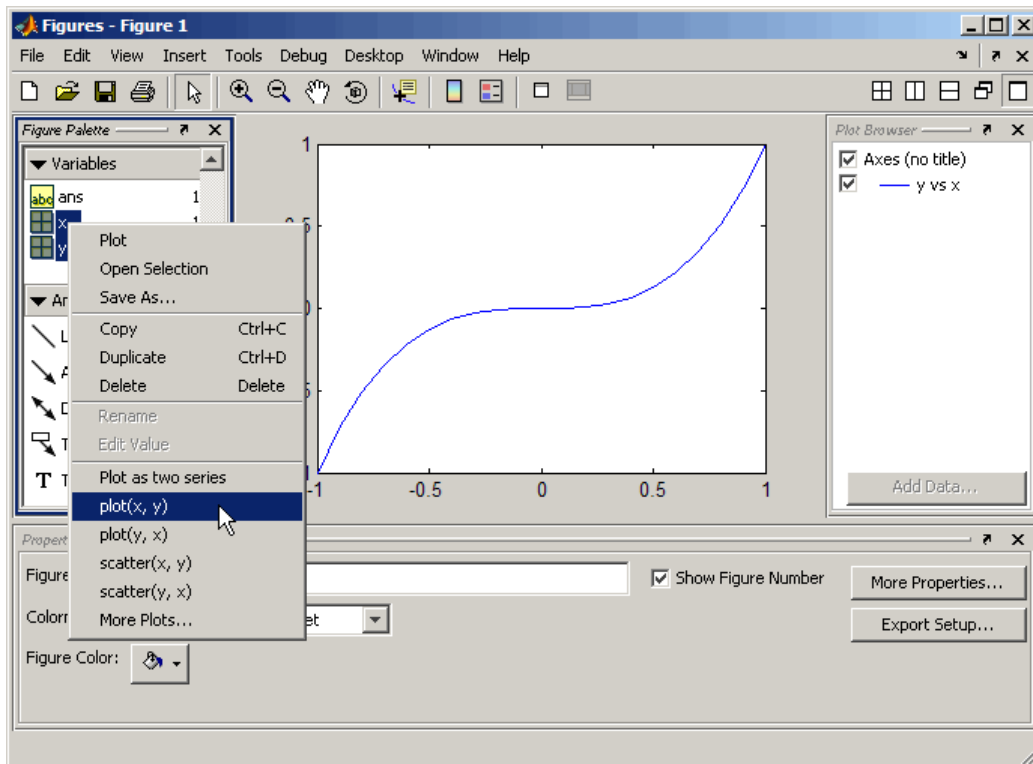 Figures - Figure 1
File Edit View Insert Tools Debug Desktop Window Help
Figure Palette
Variables
abc ans 1
x 1
y
Plot
Open Selection
Save As...
Copy Ctrl+C
Duplicate Ctrl+D
Delete Delete
Rename
Edit Value
Plot as two series
plot(x, y)
plot(y, x)
scatter(x, y)
scatter(y, x)
More Plots...
T
1
-1 -0.5 0 0.5 1
Plot Browser
Axes (no title)
y vs x
Add Data...
Figure
Show Figure Number
More Properties...
Export Setup...
Figure Color: